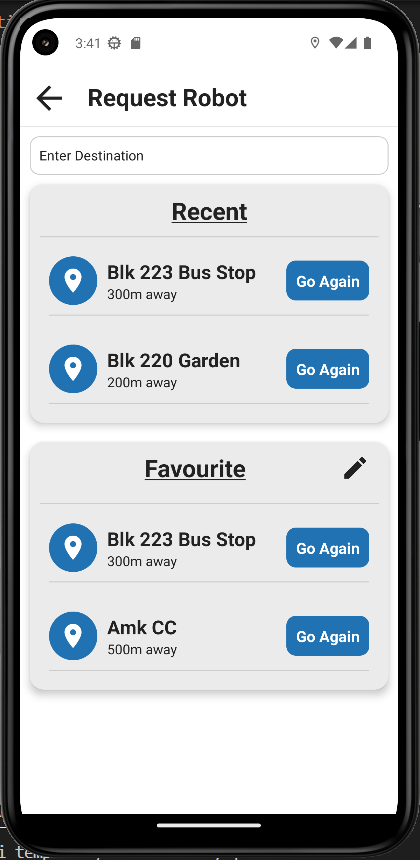 3:41
Request Robot
Enter Destination
Recent
Blk 223 Bus Stop
300m away
Go Again
Blk 220 Garden
200m away
Go Again
Favourite
Blk 223 Bus Stop
300m away
Go Again
Amk CC
500m away
Go Again